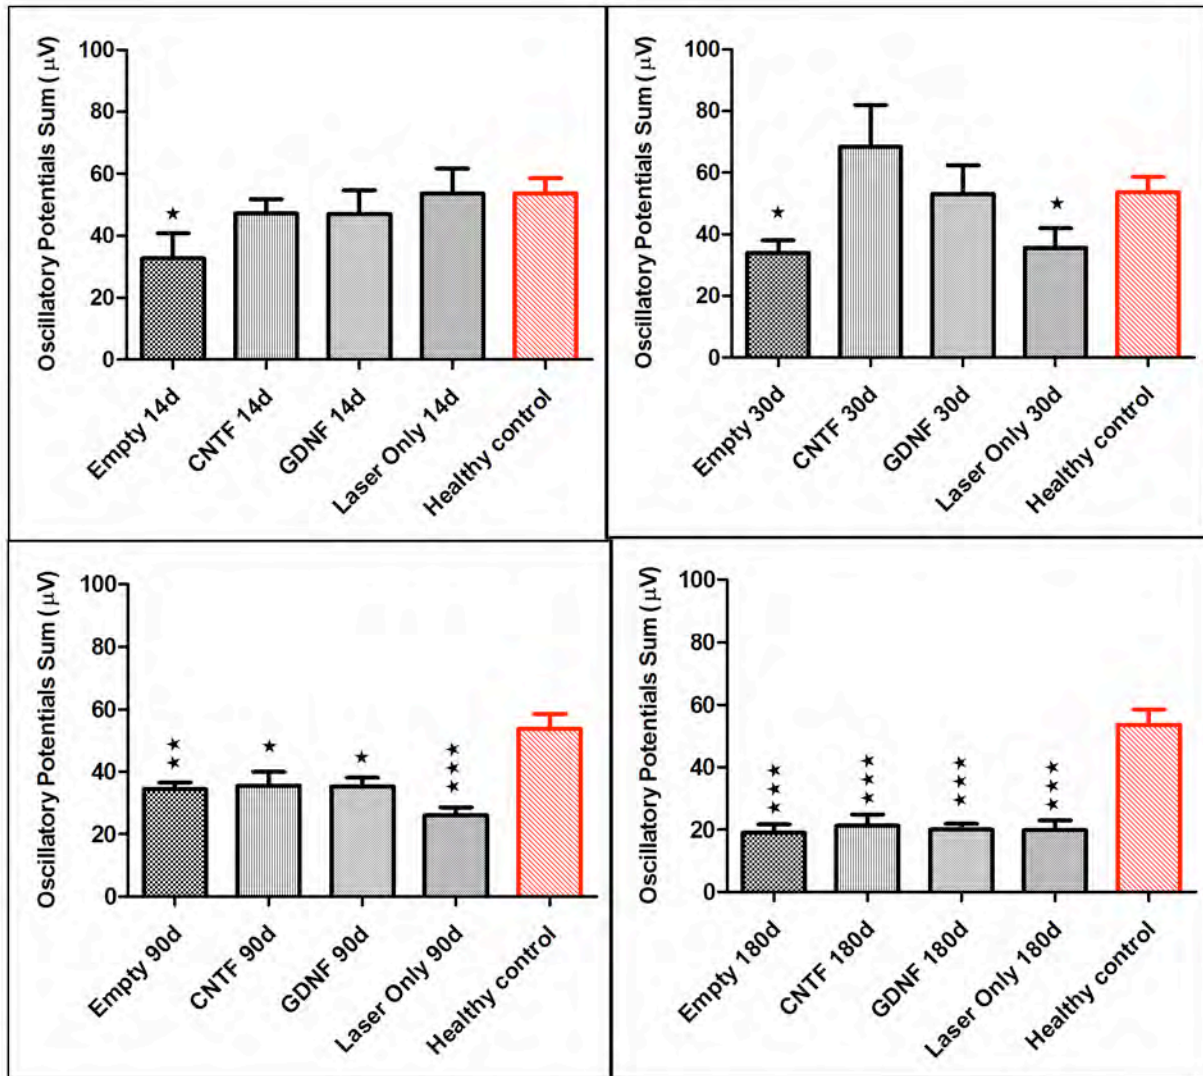 Oscillatory Potentials Sum (µV)
100
80
60
40
20
0
★
Empty 14d
CNTF 14d
GDNF 14d
Laser Only 14d
Healthy control
Oscillatory Potentials Sum (µV)
100
80
60
40
20
0
★
★
Empty 30d
CNTF 30d
GDNF 30d
Laser Only 30d
Healthy control
Oscillatory Potentials Sum (µV)
100
80
60
40
20
0
★★
★
★
★★★
Empty 90d
CNTF 90d
GDNF 90d
Laser Only 90d
Healthy control
Oscillatory Potentials Sum (µV)
100
80
60
40
20
0
★★★
★★★
★★★
★★★
Empty 180d
CNTF 180d
GDNF 180d
Laser Only 180d
Healthy control